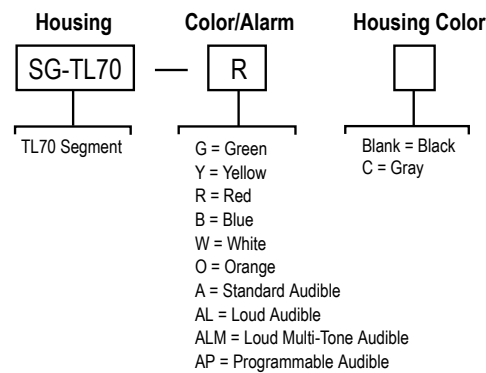 Housing
Color/Alarm
Housing Color
SG-TL70 — R
TL70 Segment
G = Green
Y = Yellow
R = Red
B = Blue
W = White
O = Orange
A = Standard Audible
AL = Loud Audible
ALM = Loud Multi-Tone Audible
AP = Programmable Audible
Blank = Black
C = Gray